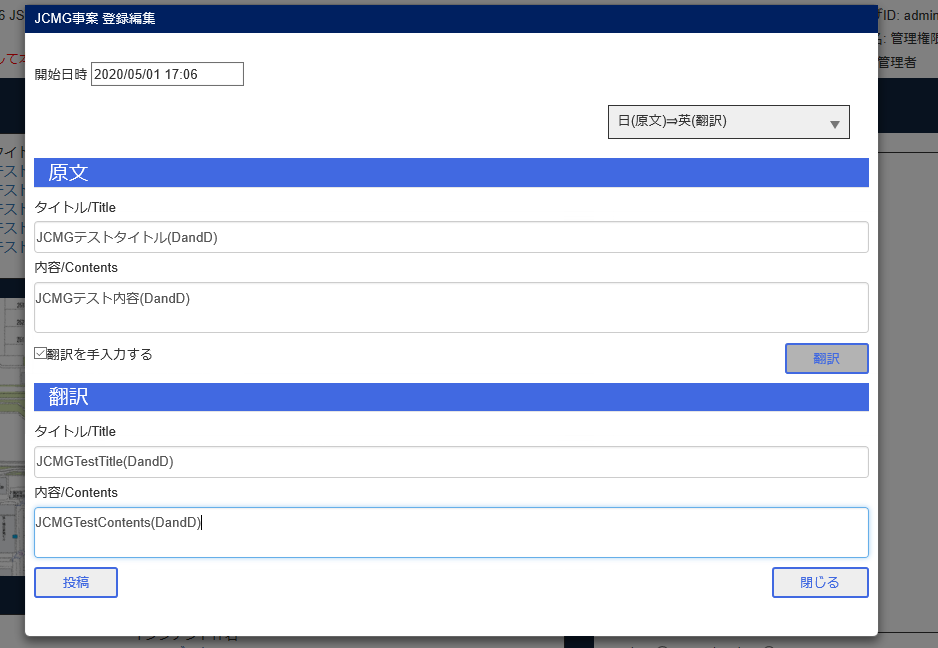 JCMG事案 登録編集
開始日時 2020/05/01 17:06
日(原文)⇒英(翻訳)
原文
タイトル/Title
JCMGテストタイトル(DandD)
内容/Contents
JCMGテスト内容(DandD)
翻訳を手入力する
翻訳
翻訳
タイトル/Title
JCMGTestTitle(DandD)
内容/Contents
JCMGTestContents(DandD)
投稿
閉じる
ID: admin
管理権限
管理者